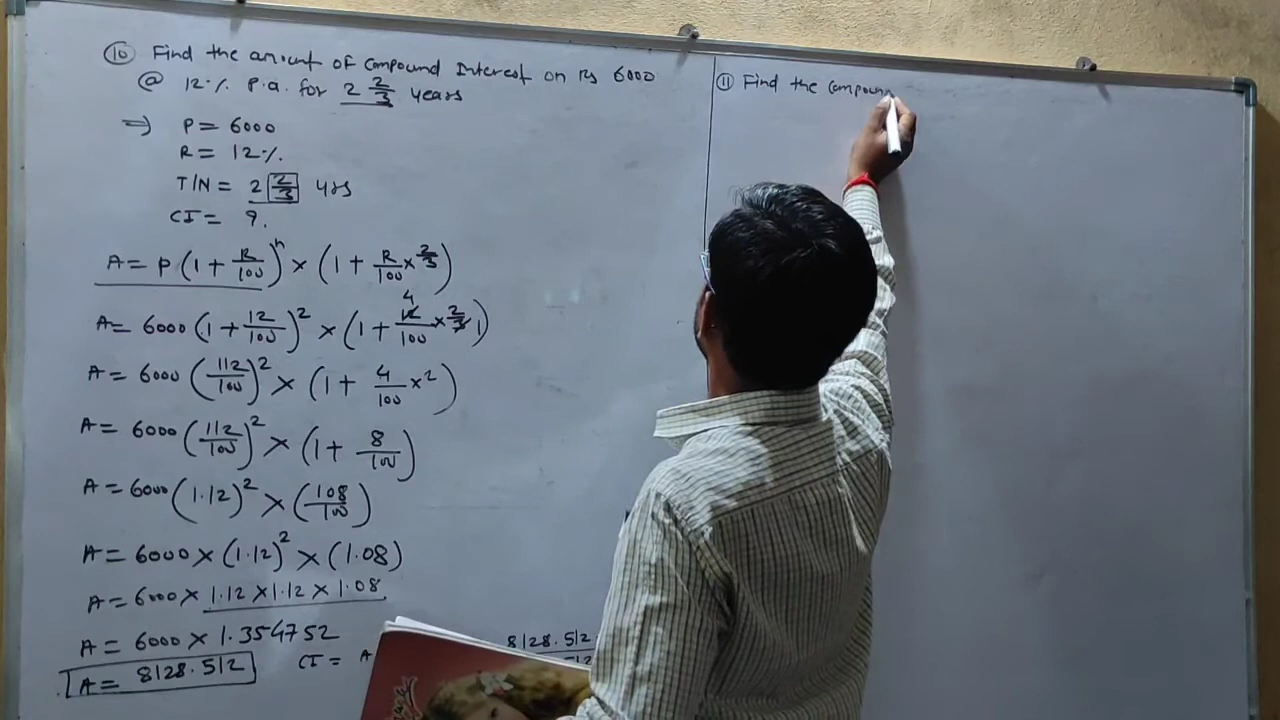 10 Find the amount of Compound Interest on Rs 6000
@ 12% P.a. for 2 2/3 years
⇒ P = 6000
R = 12%.
T/N = 2 2/3 yrs
CI = ?.
A = P (1 + R/100)^n × (1 + R/100 × 2/3)
4
A = 6000 (1 + 12/100)^2 × (1 + 12/100 × 2/3 1)
A = 6000 (112/100)^2 × (1 + 4/100 × 2)
A = 6000 (112/100)^2 × (1 + 8/100)
A = 6000 (1.12)^2 × (108/100)
A = 6000 × (1.12)^2 × (1.08)
A = 6000 × 1.12 × 1.12 × 1.08
A = 6000 × 1.354752
A = 8128.512
CI = A
8128.512
11 Find the Compoun